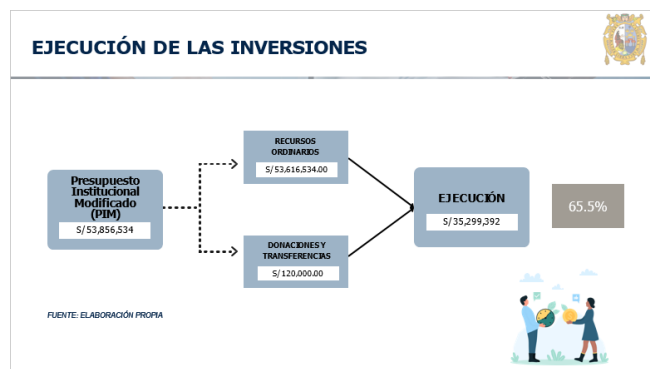 EJECUCIÓN DE LAS INVERSIONES
Presupuesto
Institucional
Modificado
(PIM)
S/ 53,856,534
RECURSOS
ORDINARIOS
S/ 53,616,534.00
DONACIONES Y
TRANSFERENCIAS
S/ 120,000.00
EJECUCIÓN
S/ 35,299,392
65.5%
FUENTE: ELABORACIÓN PROPIA